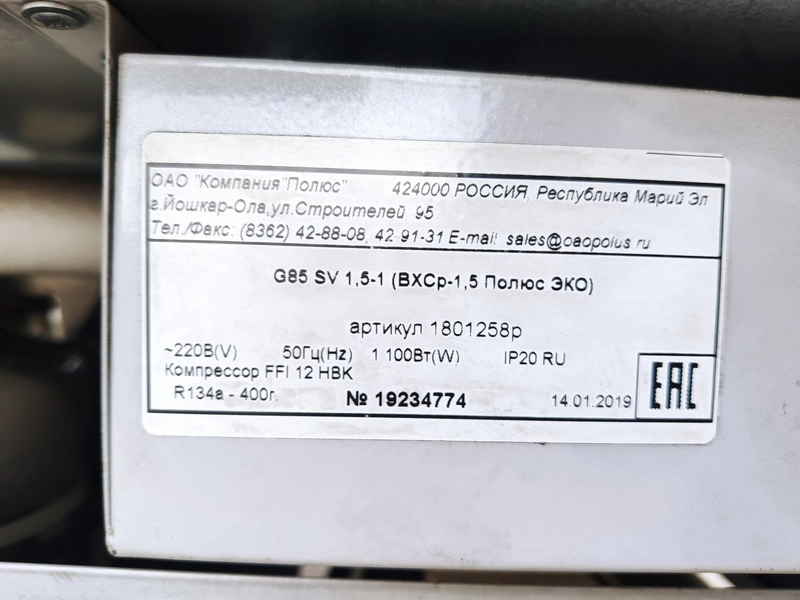 ОАО "Компания"Полюс" 424000 РОССИЯ, Республика Марий Эл
г.Йошкар-Ола,ул.Строителей 95
Тел./Факс: (8362) 42-88-08, 42 91-31 E-mail: sales@oaopolus.ru
G85 SV 1,5-1 (ВХСр-1,5 Полюс ЭКО)
артикул 1801258р
~220В(V) 50Гц(Hz) 1 100Вт(W) IP20 RU
Компрессор FFI 12 HBK
R134a - 400г. № 19234774 14.01.2019 EAC